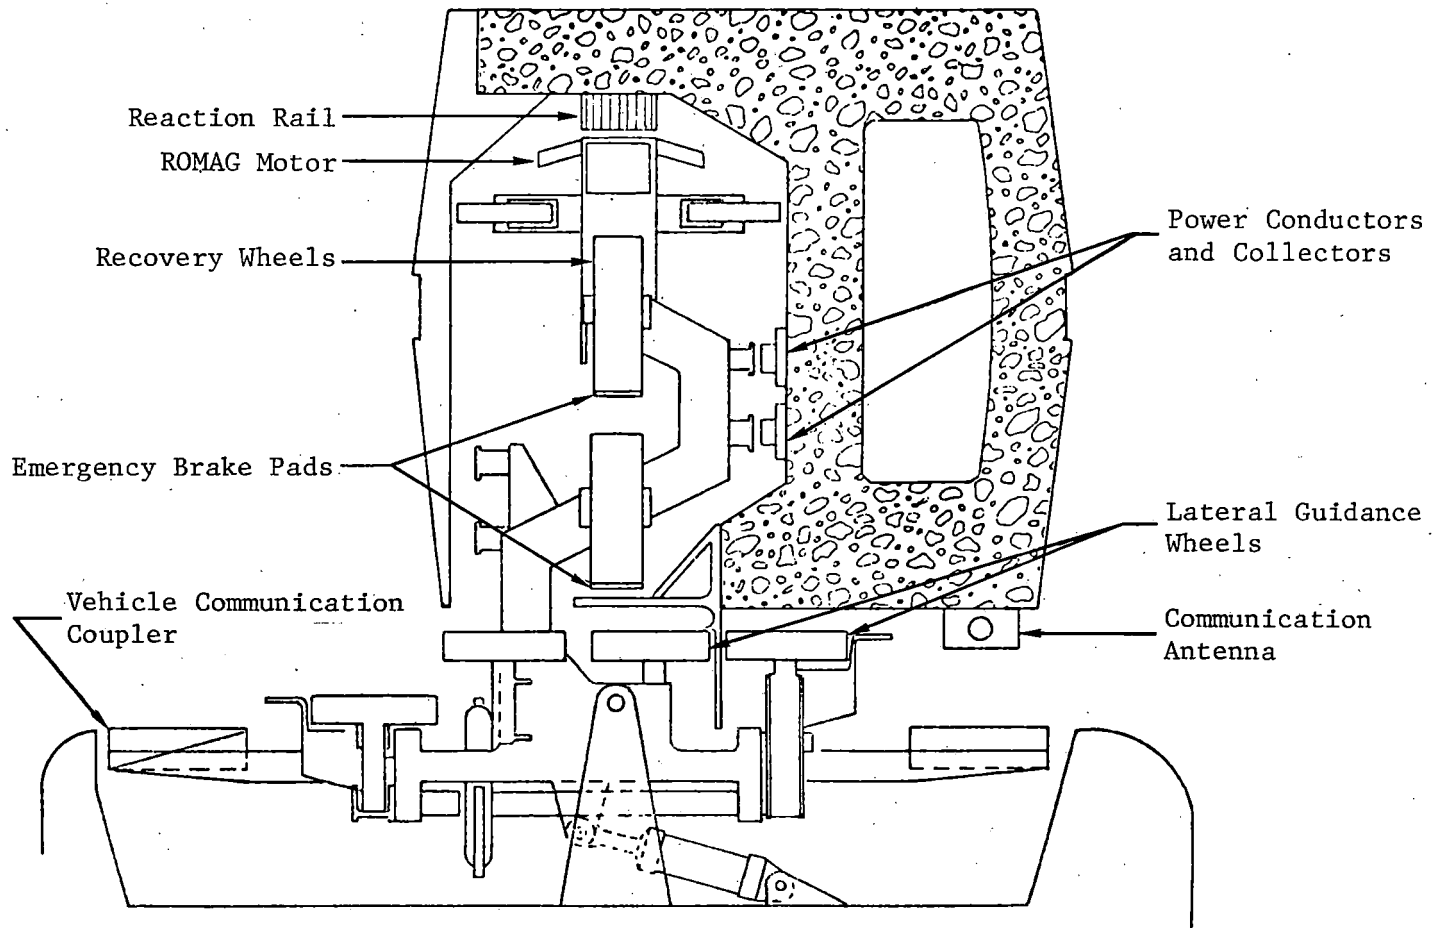 Reaction Rail
ROMAG Motor
Power Conductors
and Collectors
Recovery Wheels
Emergency Brake Pads
Lateral Guidance
Wheels
Vehicle Communication
Coupler
Communication
Antenna